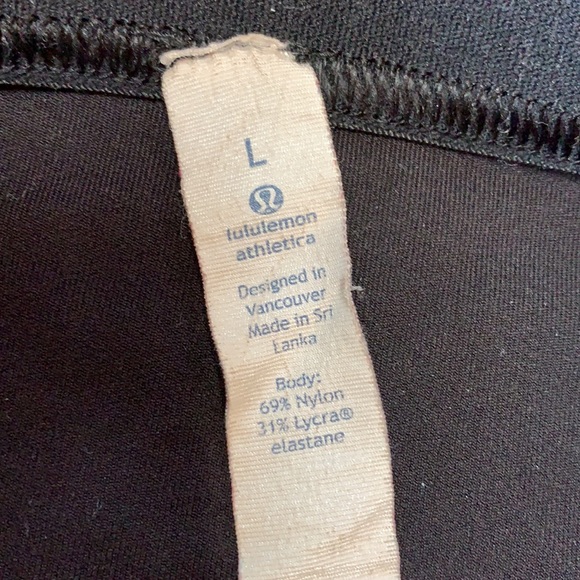 L
lululemon
athletica
Designed in
Vancouver
Made in Sri
Lanka
Body:
69% Nylon
31% Lycra®
elastane